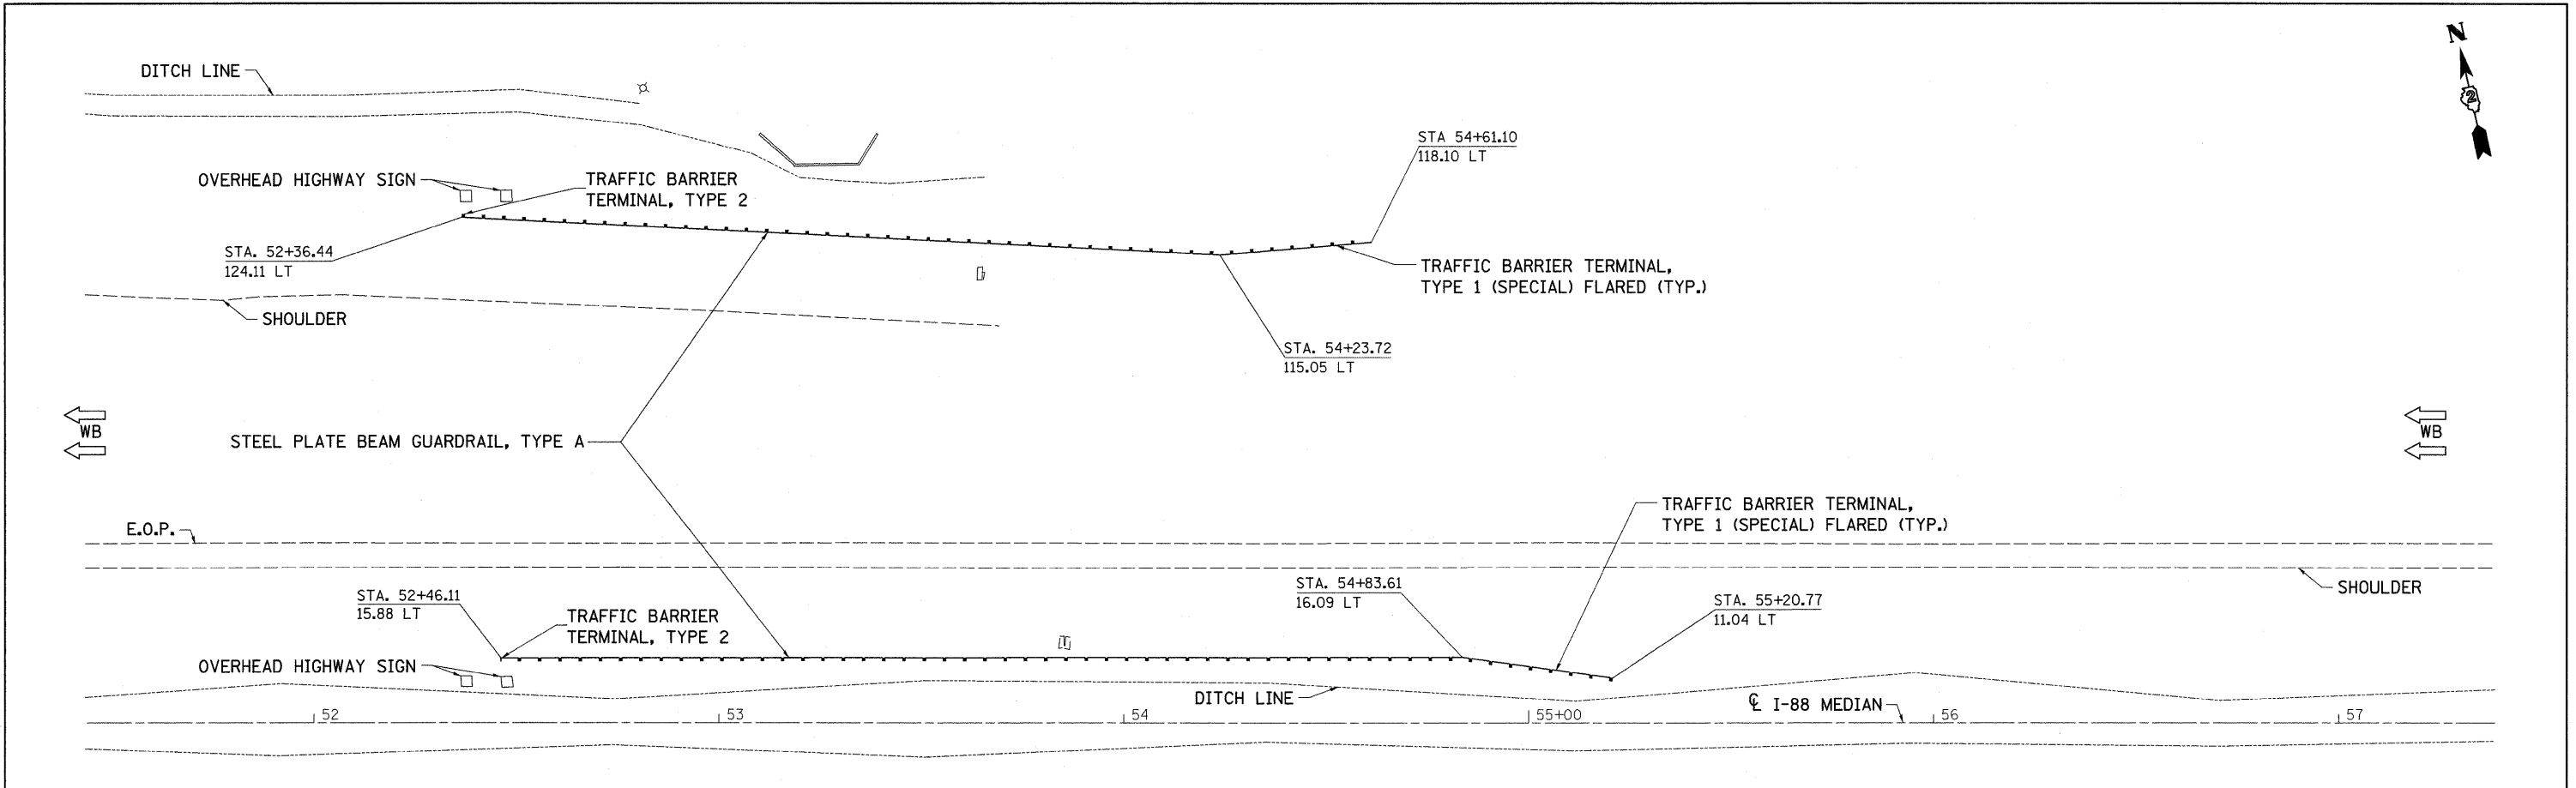 N
2
DITCH LINE
STA 54+61.10
118.10 LT
OVERHEAD HIGHWAY SIGN
TRAFFIC BARRIER
TERMINAL, TYPE 2
STA. 52+36.44
124.11 LT
TRAFFIC BARRIER TERMINAL,
TYPE 1 (SPECIAL) FLARED (TYP.)
SHOULDER
STA. 54+23.72
115.05 LT
WB
WB
STEEL PLATE BEAM GUARDRAIL, TYPE A
TRAFFIC BARRIER TERMINAL,
TYPE 1 (SPECIAL) FLARED (TYP.)
E.O.P.
STA. 54+83.61
16.09 LT
SHOULDER
STA. 52+46.11
15.88 LT
STA. 55+20.77
11.04 LT
TRAFFIC BARRIER
TERMINAL, TYPE 2
OVERHEAD HIGHWAY SIGN
DITCH LINE
℄ I-88 MEDIAN
52
53
54
55+00
56
57